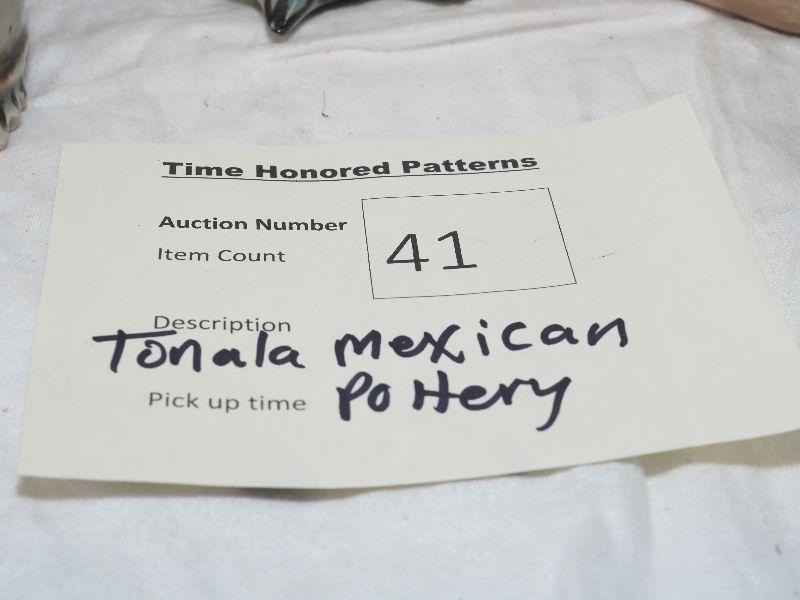 Time Honored Patterns
Auction Number
41
Item Count
Description
Tonala mexican
Pick up time
Pottery